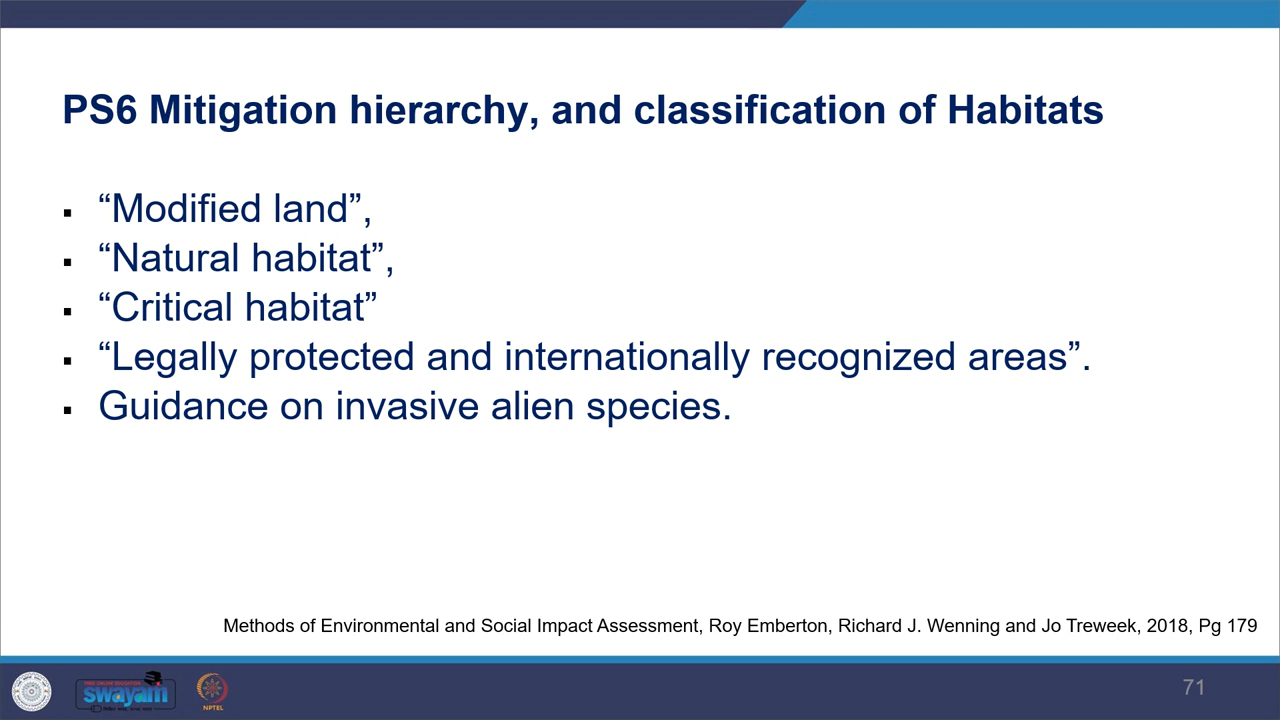 PS6 Mitigation hierarchy, and classification of Habitats
▪ “Modified land”,
▪ “Natural habitat”,
▪ “Critical habitat”
▪ “Legally protected and internationally recognized areas”.
▪ Guidance on invasive alien species.
Methods of Environmental and Social Impact Assessment, Roy Emberton, Richard J. Wenning and Jo Treweek, 2018, Pg 179
swayam
NPTEL
71